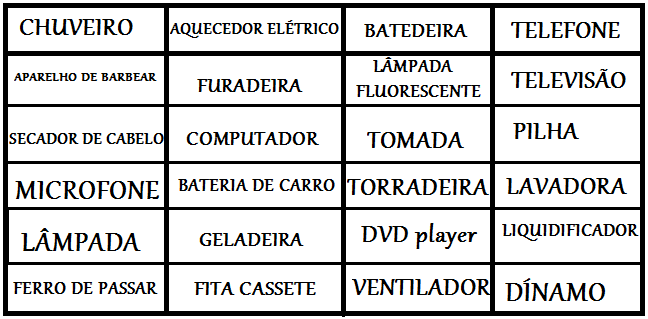 CHUVEIRO
AQUECEDOR ELÉTRICO
BATEDEIRA
TELEFONE
APARELHO DE BARBEAR
FURADEIRA
LÂMPADA
FLUORESCENTE
TELEVISÃO
SECADOR DE CABELO
COMPUTADOR
TOMADA
PILHA
MICROFONE
BATERIA DE CARRO
TORRADEIRA
LAVADORA
LÂMPADA
GELADEIRA
DVD player
LIQUIDIFICADOR
FERRO DE PASSAR
FITA CASSETE
VENTILADOR
DÍNAMO